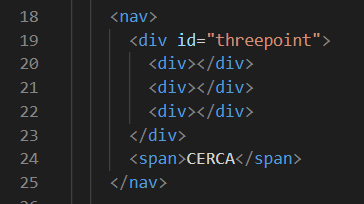 18 <nav>
19 <div id="threepoint">
20 <div></div>
21 <div></div>
22 <div></div>
23 </div>
24 <span>CERCA</span>
25 </nav>